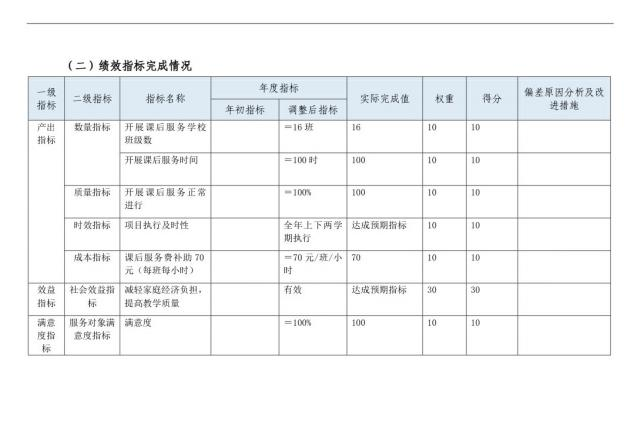 （二）绩效指标完成情况
一级指标 二级指标 指标名称 年度指标 实际完成值 权重 得分 偏差原因分析及改进措施
年初指标 调整后指标
产出指标 数量指标 开展课后服务学校班级数 ＝16 班 16 10 10
开展课后服务时间 ＝100 时 100 10 10
质量指标 开展课后服务正常进行 ＝100% 100 10 10
时效指标 项目执行及时性 全年上下两学期执行 达成预期指标 10 10
成本指标 课后服务费补助 70 元（每班每小时） ＝70 元/班/小时 70 10 10
效益指标 社会效益指标 减轻家庭经济负担，提高教学质量 有效 达成预期指标 30 30
满意度指标 服务对象满意度指标 满意度 ＝100% 100 10 10